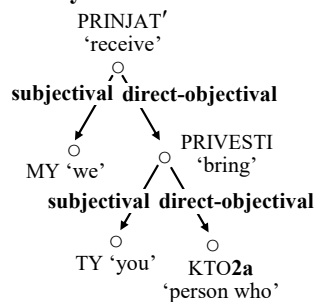 PRINJAT′
‘receive’
subjectival direct-objectival
MY ‘we’
PRIVESTI
‘bring’
subjectival direct-objectival
TY ‘you’
KTO2a
‘person who’